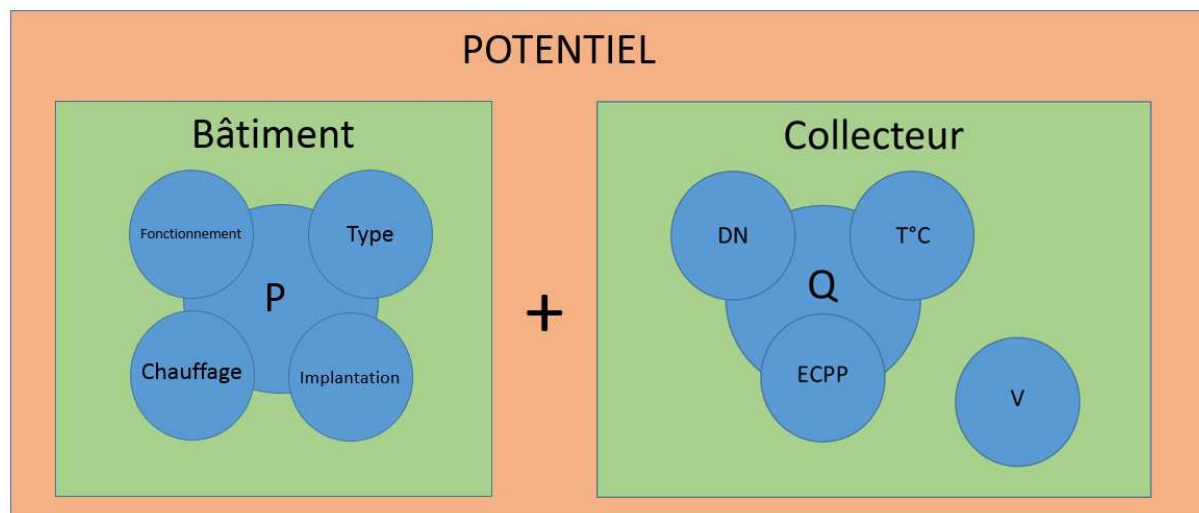 POTENTIEL
Bâtiment
Fonctionnement
Type
P
Chauffage
Implantation
+
Collecteur
DN
T°C
Q
ECPP
V